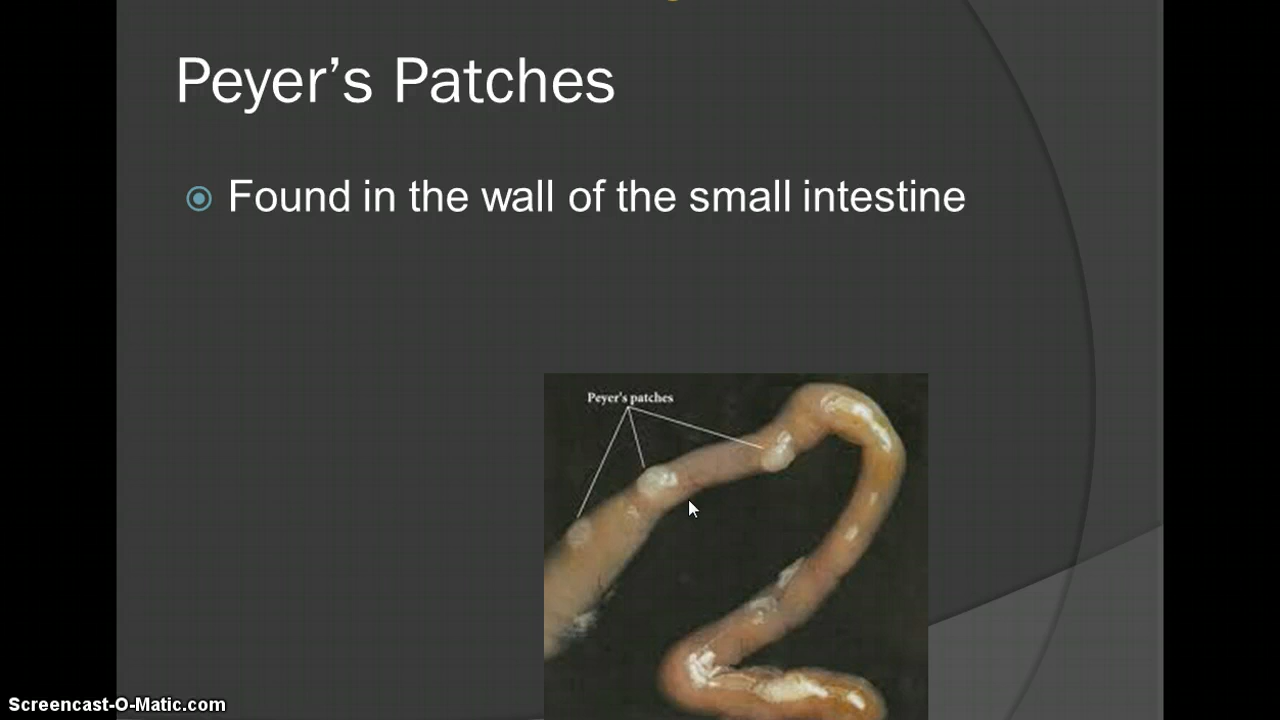 Peyer’s Patches
Found in the wall of the small intestine
Peyer's patches
Screencast-O-Matic.com